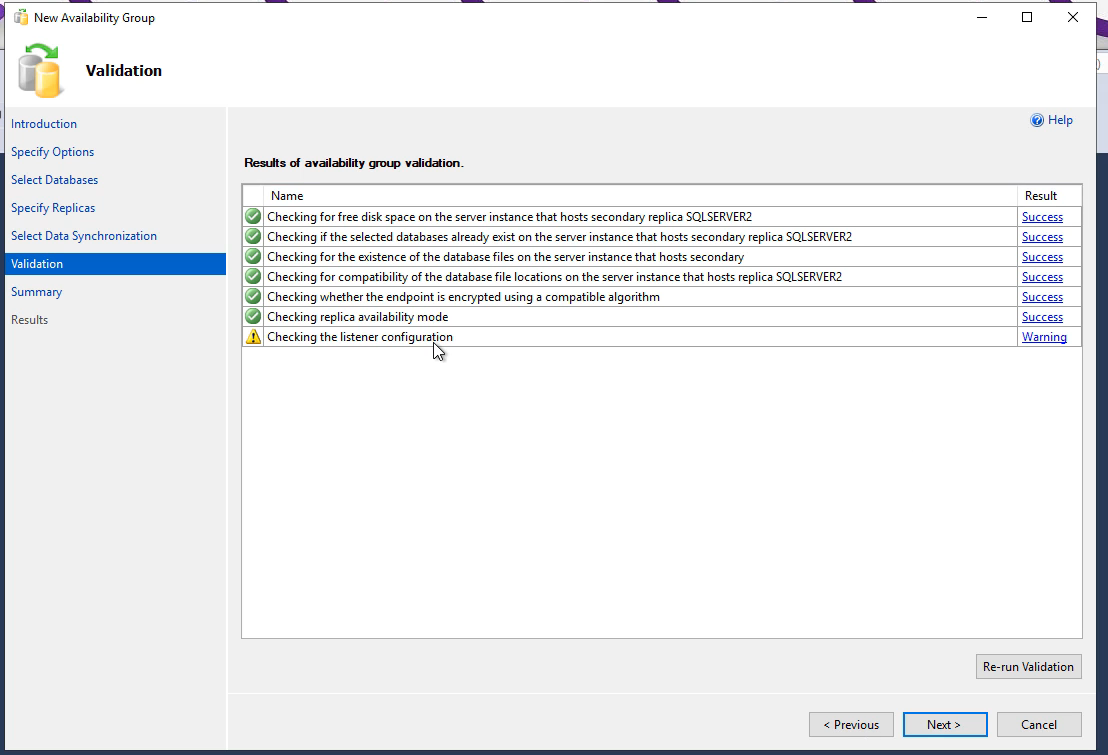 New Availability Group
Validation
Introduction
Specify Options
Select Databases
Specify Replicas
Select Data Synchronization
Validation
Summary
Results
Help
Results of availability group validation.
Name Result
Checking for free disk space on the server instance that hosts secondary replica SQLSERVER2 Success
Checking if the selected databases already exist on the server instance that hosts secondary replica SQLSERVER2 Success
Checking for the existence of the database files on the server instance that hosts secondary Success
Checking for compatibility of the database file locations on the server instance that hosts replica SQLSERVER2 Success
Checking whether the endpoint is encrypted using a compatible algorithm Success
Checking replica availability mode Success
Checking the listener configuration Warning
Re-run Validation
< Previous Next > Cancel